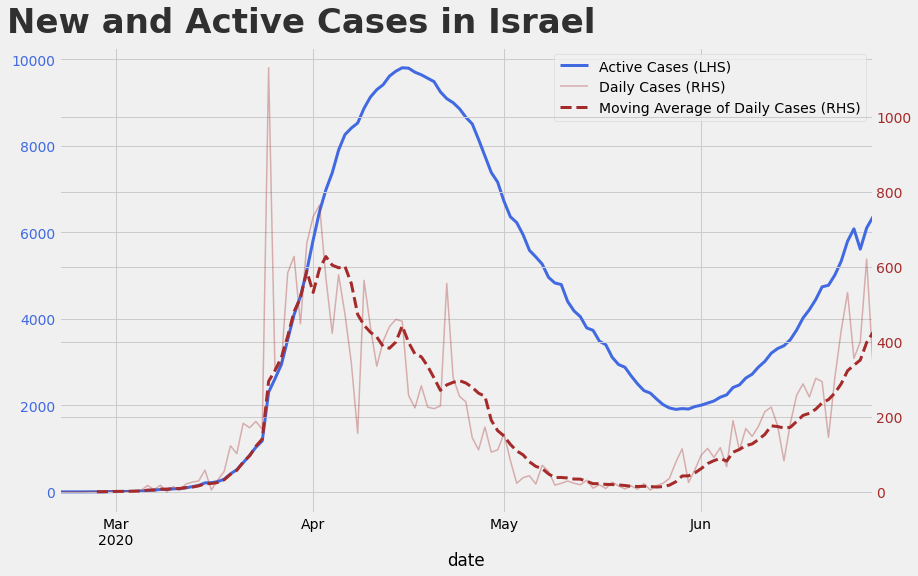 New and Active Cases in Israel
Active Cases (LHS)
Daily Cases (RHS)
Moving Average of Daily Cases (RHS)
10000
8000
6000
4000
2000
0
1000
800
600
400
200
0
Mar
2020
Apr
May
Jun
date